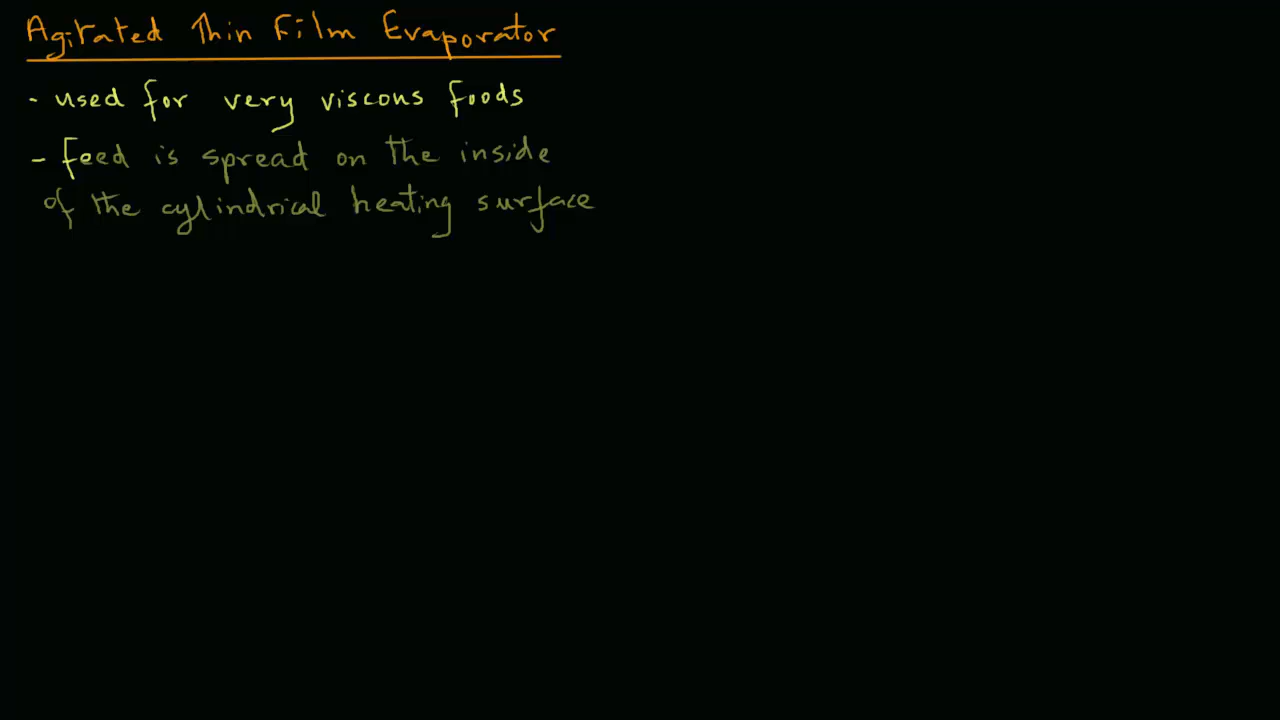 Agitated Thin Film Evaporator
- used for very viscous foods
- feed is spread on the inside
of the cylindrical heating surface